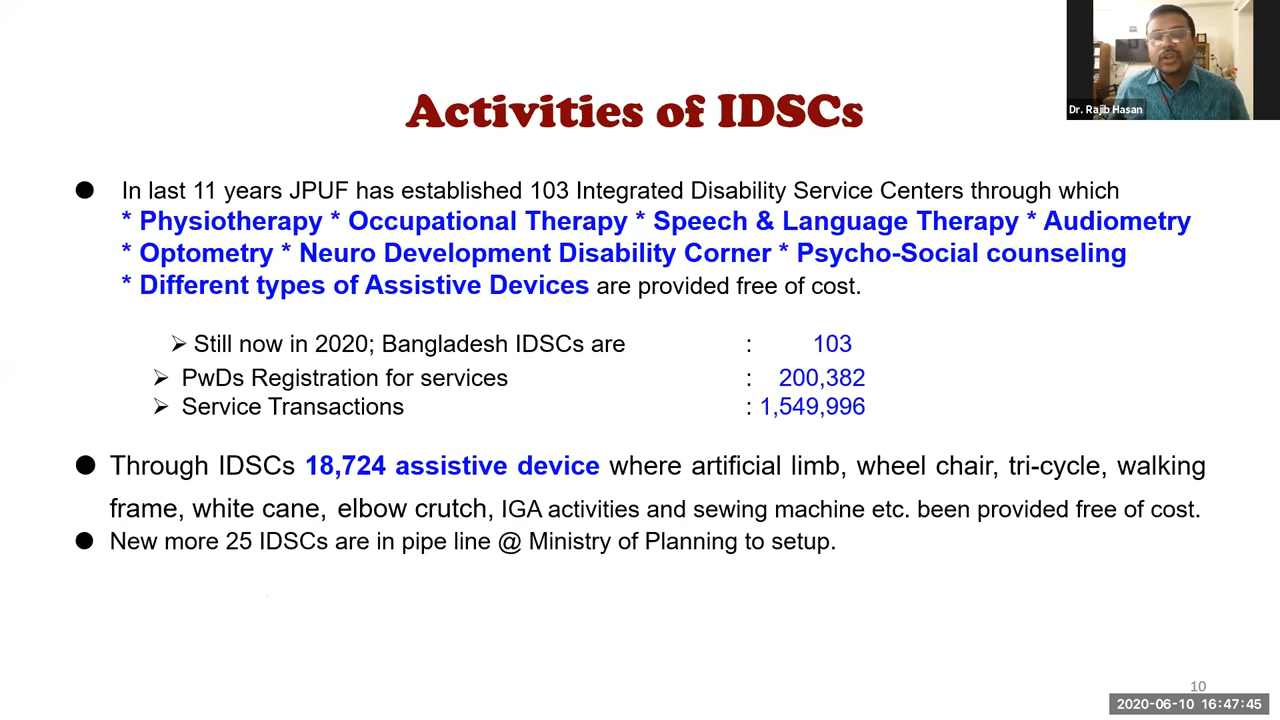 Dr. Rajib Hasan
Activities of IDSCs
● In last 11 years JPUF has established 103 Integrated Disability Service Centers through which
* Physiotherapy * Occupational Therapy * Speech & Language Therapy * Audiometry
* Optometry * Neuro Development Disability Corner * Psycho-Social counseling
* Different types of Assistive Devices are provided free of cost.
➢ Still now in 2020; Bangladesh IDSCs are : 103
➢ PwDs Registration for services : 200,382
➢ Service Transactions : 1,549,996
● Through IDSCs 18,724 assistive device where artificial limb, wheel chair, tri-cycle, walking
frame, white cane, elbow crutch, IGA activities and sewing machine etc. been provided free of cost.
● New more 25 IDSCs are in pipe line @ Ministry of Planning to setup.
10
2020-06-10 16:47:45